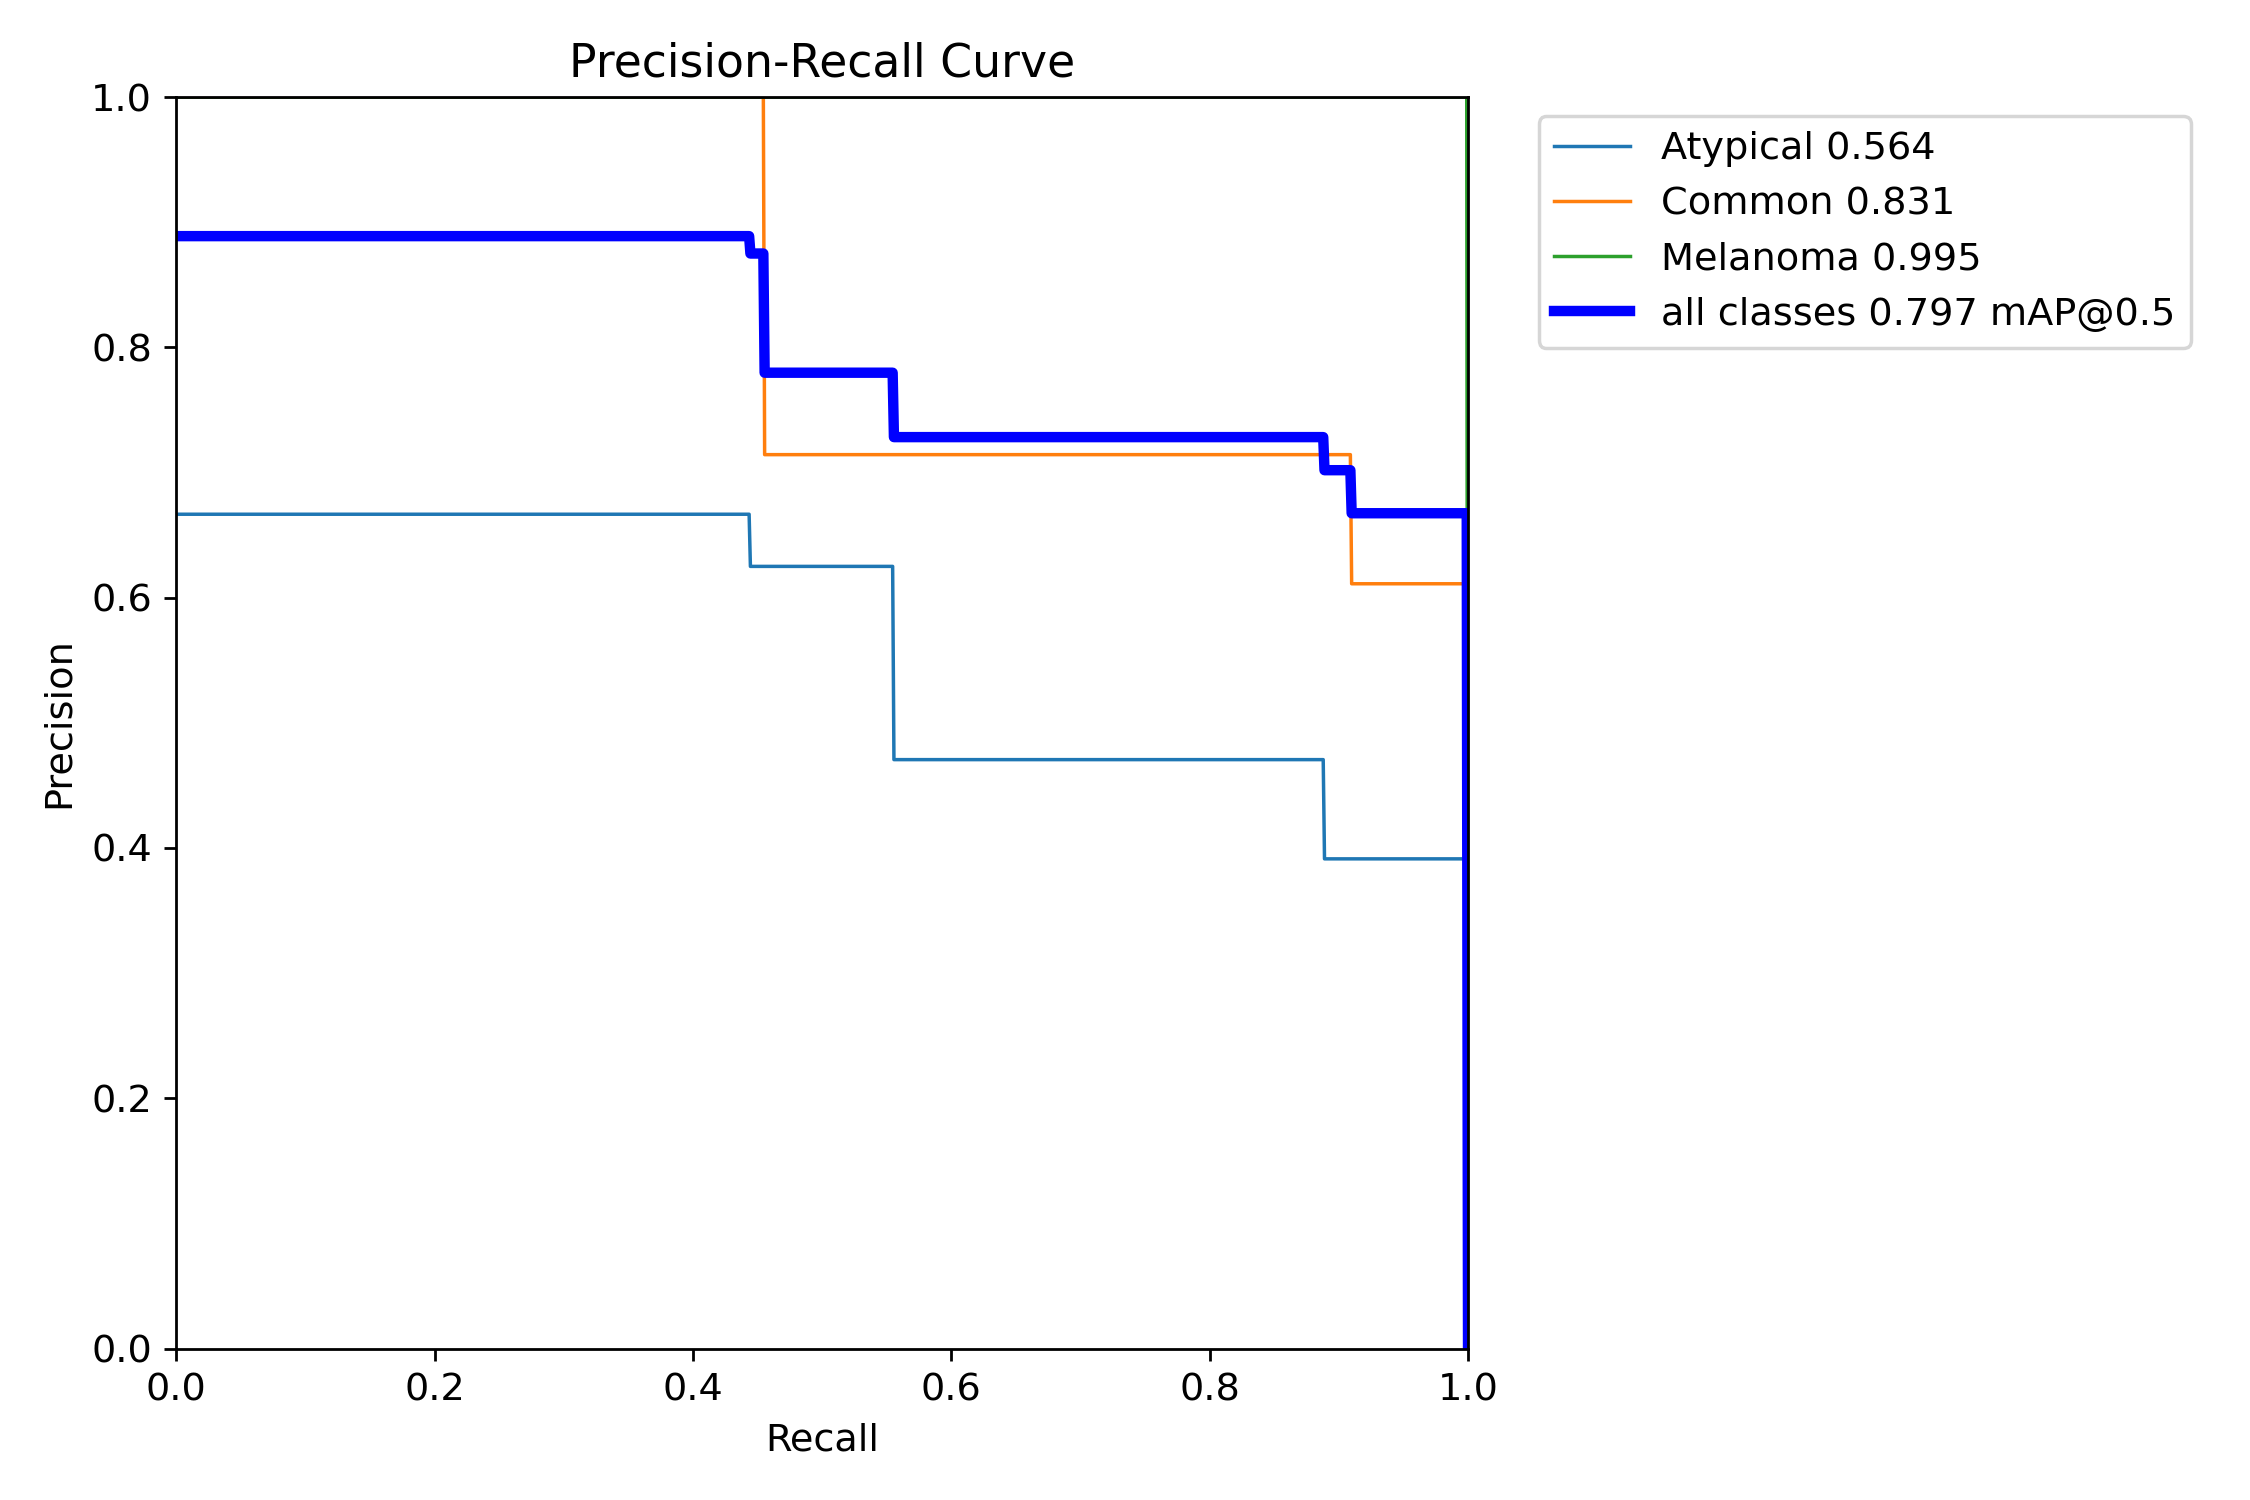 Precision-Recall Curve
1.0
0.8
0.6
0.4
0.2
0.0
Precision
0.0 0.2 0.4 0.6 0.8 1.0
Recall
Atypical 0.564
Common 0.831
Melanoma 0.995
all classes 0.797 mAP@0.5